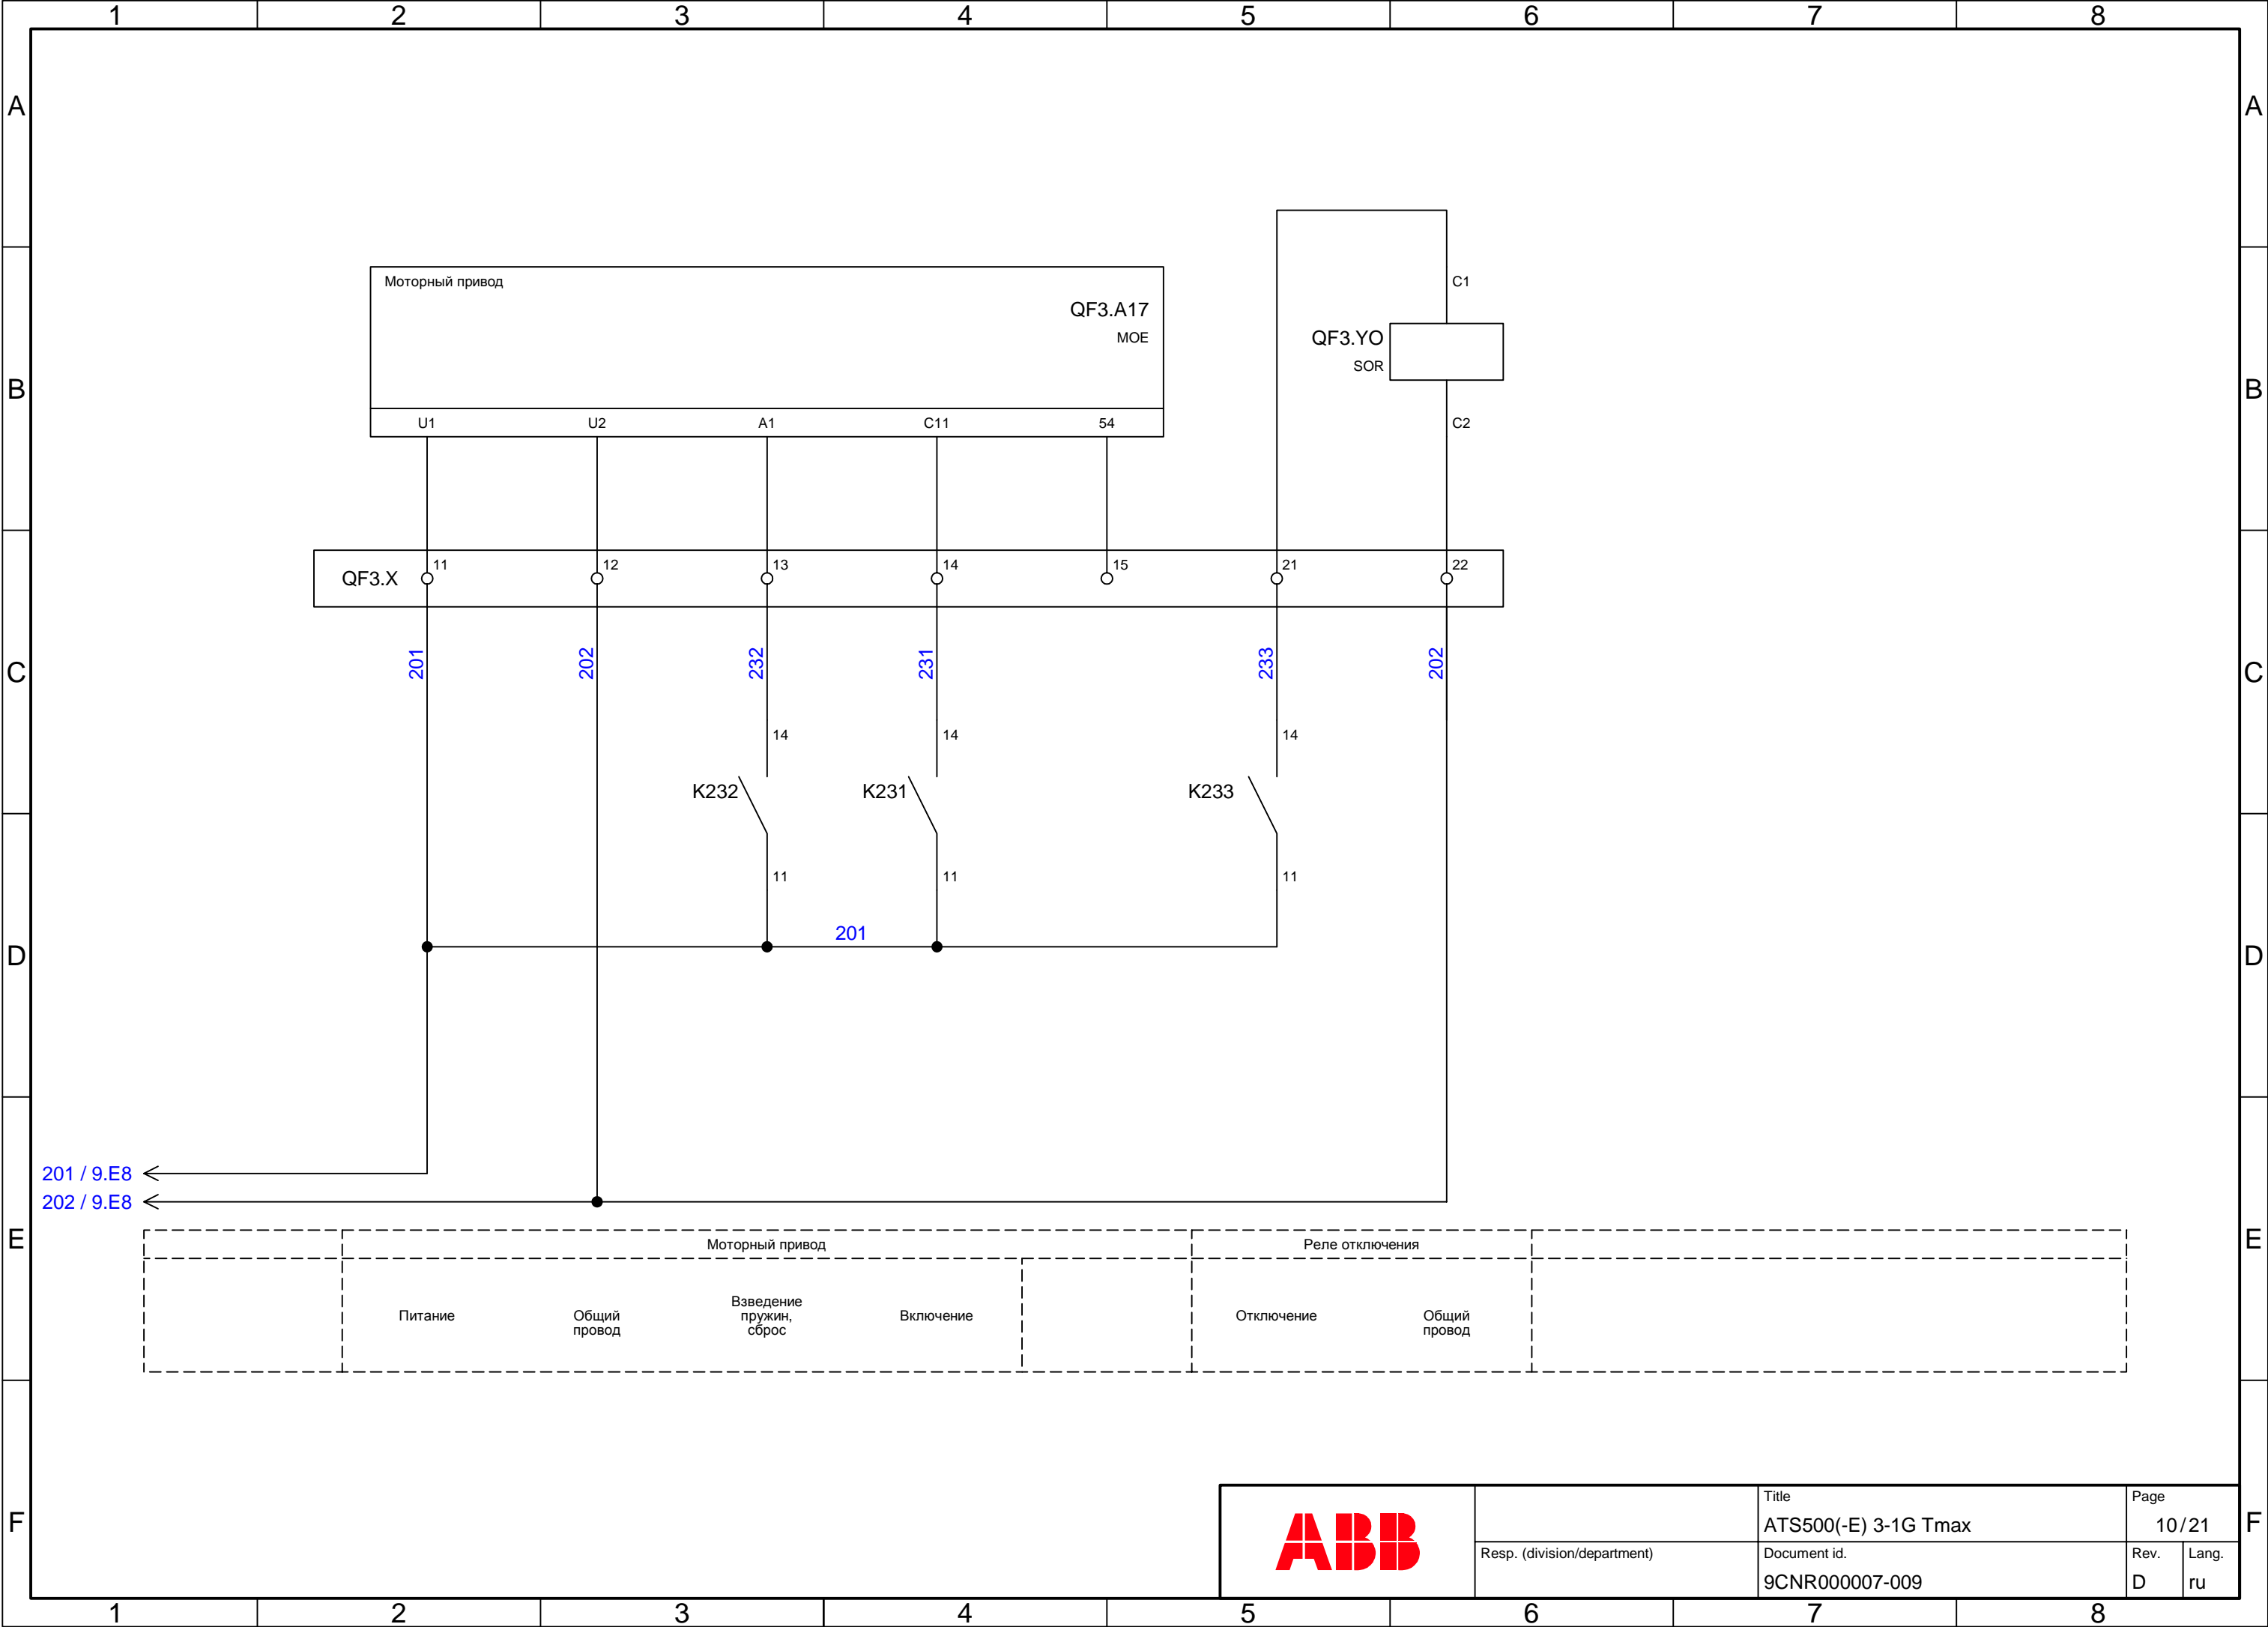 1 2 3 4 5 6 7 8
A A
C1
Моторный привод
QF3.A17
MOE
QF3.YO
SOR
B B
U1 U2 A1 C11 54
C2
QF3.X 11 12 13 14 15 21 22
201 202 232 231 233 202
C C
14 14 14
K232 K231 K233
11 11 11
201
D D
201 / 9.E8
202 / 9.E8
E E
Моторный привод Реле отключения
Питание
Общий
провод
Взведение
пружин,
сброс
Включение
Отключение
Общий
провод
F F
ABB
Title
ATS500(-E) 3-1G Tmax
Page
10/21
Resp. (division/department)
Document id.
9CNR000007-009
Rev.
D
Lang.
ru
1 2 3 4 5 6 7 8